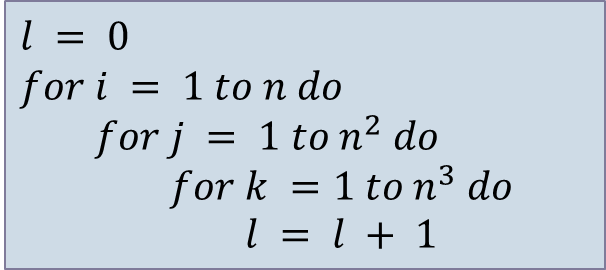 l = 0
for i = 1 to n do
for j = 1 to n² do
for k = 1 to n³ do
l = l + 1